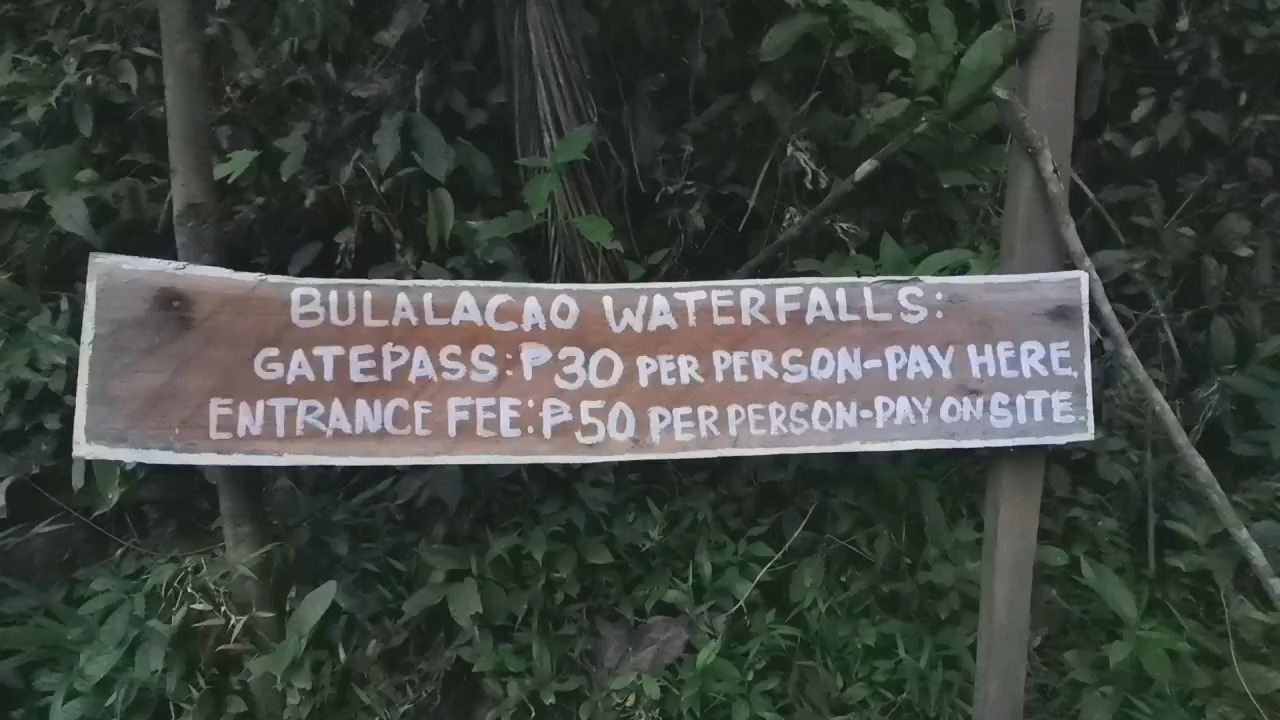 BULALACAO WATERFALLS:
GATEPASS: ₱30 PER PERSON-PAY HERE.
ENTRANCE FEE: ₱50 PER PERSON-PAY ON SITE.